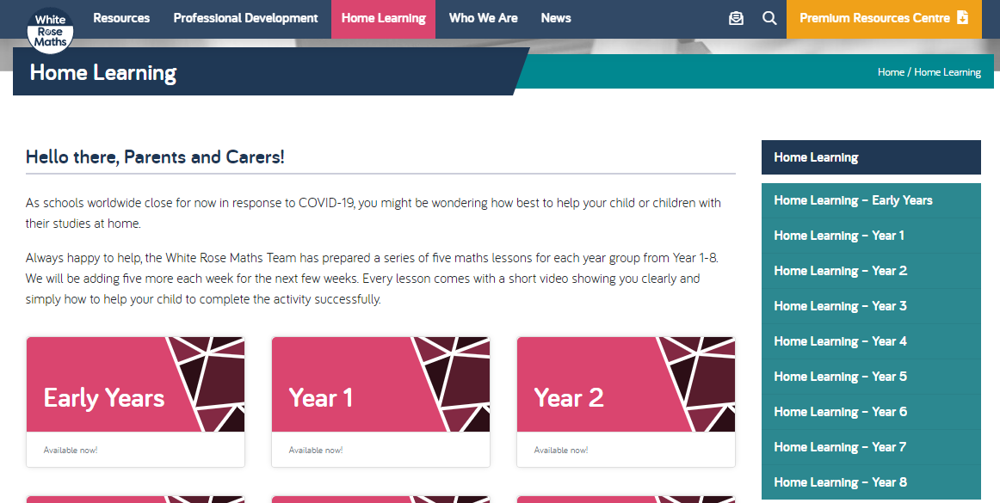 White
Rose
Maths
Resources
Professional Development
Home Learning
Who We Are
News
Premium Resources Centre
Home Learning
Home / Home Learning
Hello there, Parents and Carers!
As schools worldwide close for now in response to COVID-19, you might be wondering how best to help your child or children with
their studies at home.
Always happy to help, the White Rose Maths Team has prepared a series of five maths lessons for each year group from Year 1-8.
We will be adding five more each week for the next few weeks. Every lesson comes with a short video showing you clearly and
simply how to help your child to complete the activity successfully.
Early Years
Available now!
Year 1
Available now!
Year 2
Available now!
Home Learning
Home Learning – Early Years
Home Learning – Year 1
Home Learning – Year 2
Home Learning – Year 3
Home Learning – Year 4
Home Learning – Year 5
Home Learning – Year 6
Home Learning – Year 7
Home Learning – Year 8